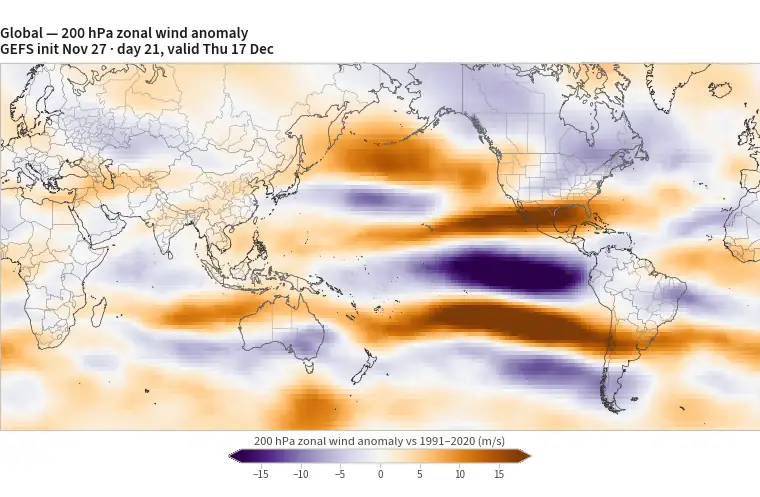 Global — 200 hPa zonal wind anomaly
GEFS init Nov 27 · day 21, valid Thu 17 Dec
200 hPa zonal wind anomaly vs 1991–2020 (m/s)
−15 −10 −5 0 5 10 15